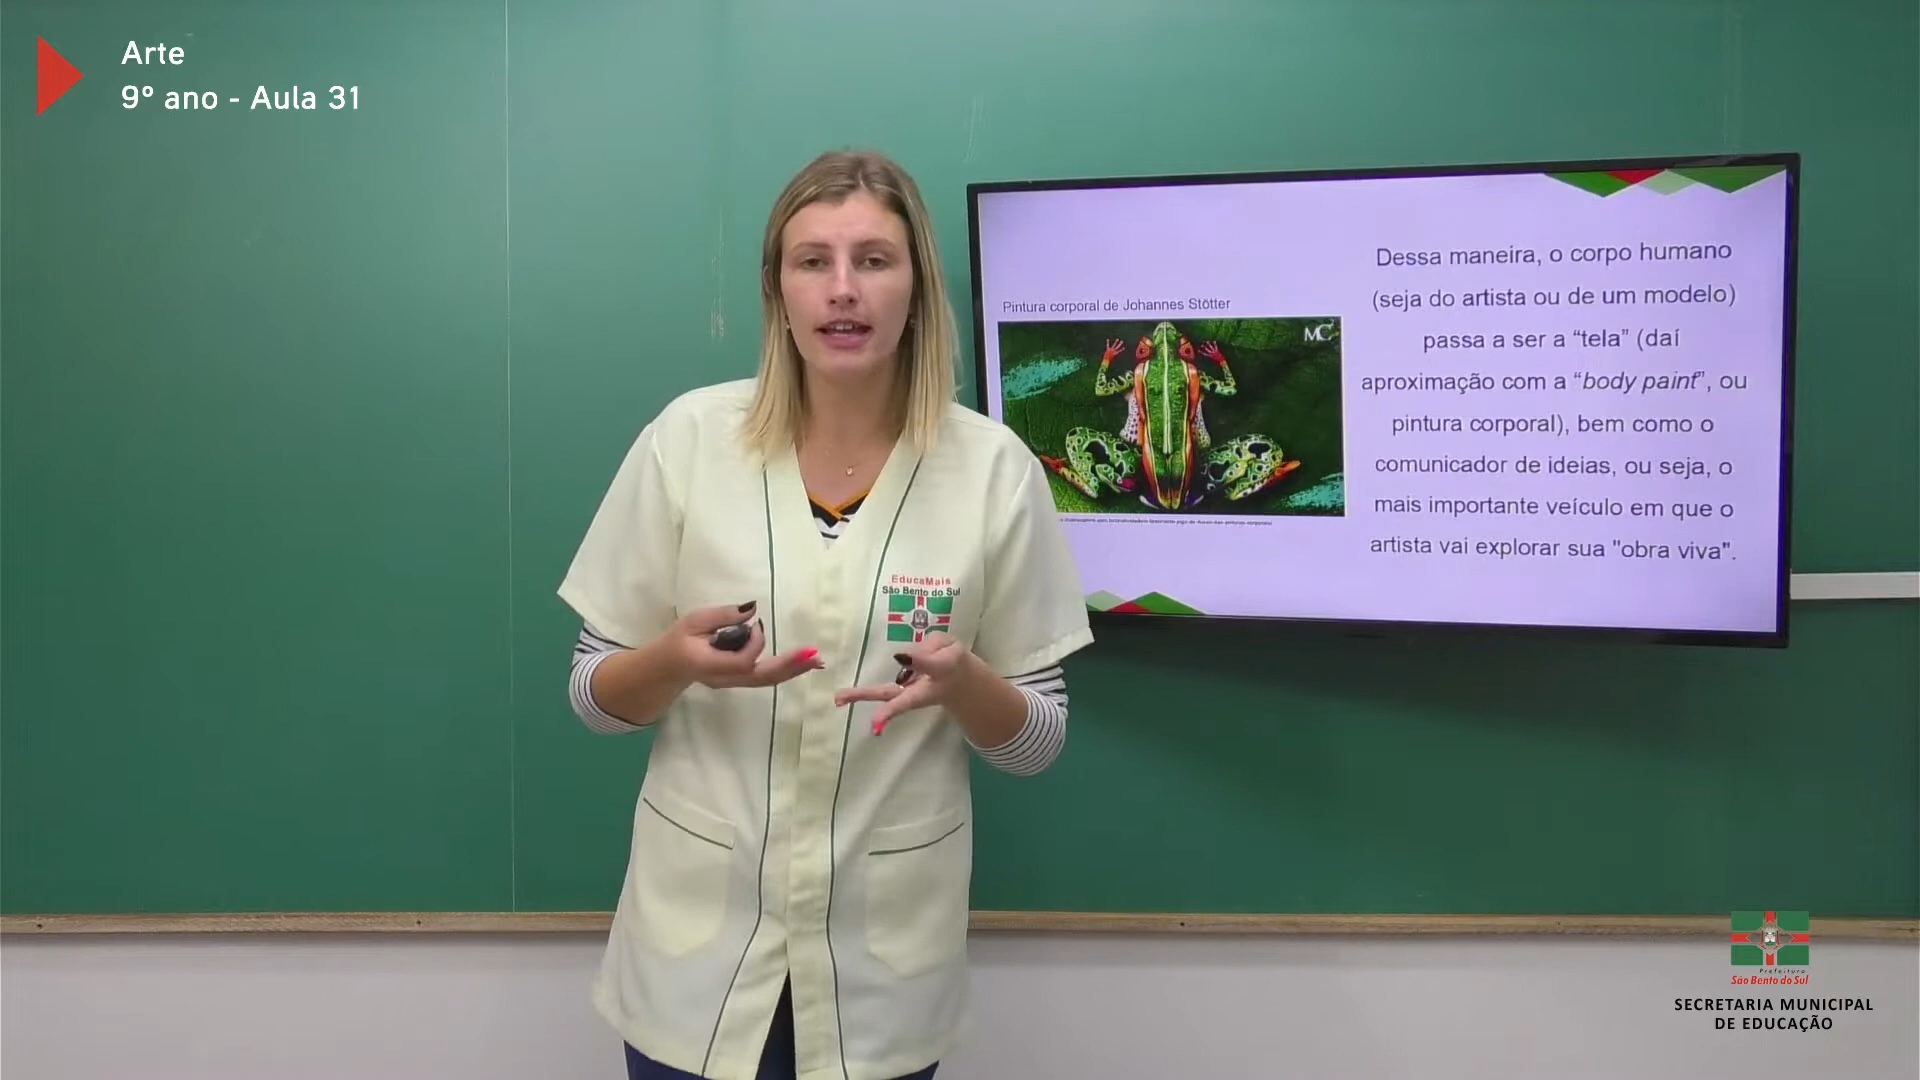 Arte
9º ano - Aula 31
Pintura corporal de Johannes Stötter
MC
Dessa maneira, o corpo humano
(seja do artista ou de um modelo)
passa a ser a “tela” (daí
aproximação com a “body paint”, ou
pintura corporal), bem como o
comunicador de ideias, ou seja, o
mais importante veículo em que o
artista vai explorar sua "obra viva".
EducaMais
São Bento do Sul
Prefeitura
São Bento do Sul
SECRETARIA MUNICIPAL
DE EDUCAÇÃO